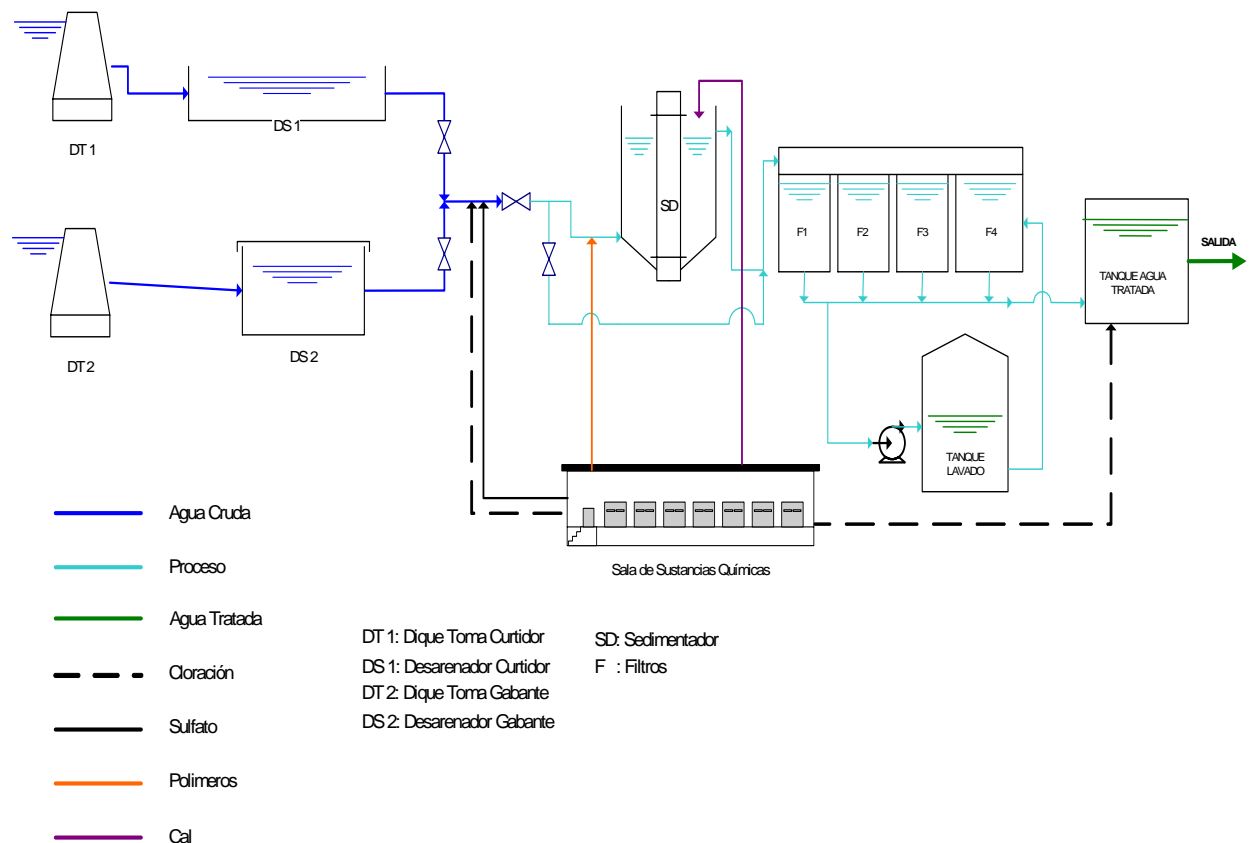 DT 1
DS 1
DT 2
DS 2
SD
F1
F2
F3
F4
TANQUE AGUA
TRATADA
SALIDA
TANQUE
LAVADO
Sala de Sustancias Químicas
Agua Cruda
Proceso
Agua Tratada
Cloración
Sulfato
Polimeros
Cal
DT 1: Dique Toma Curtidor
DS 1: Desarenador Curtidor
DT 2: Dique Toma Gabante
DS 2: Desarenador Gabante
SD: Sedimentador
F : Filtros